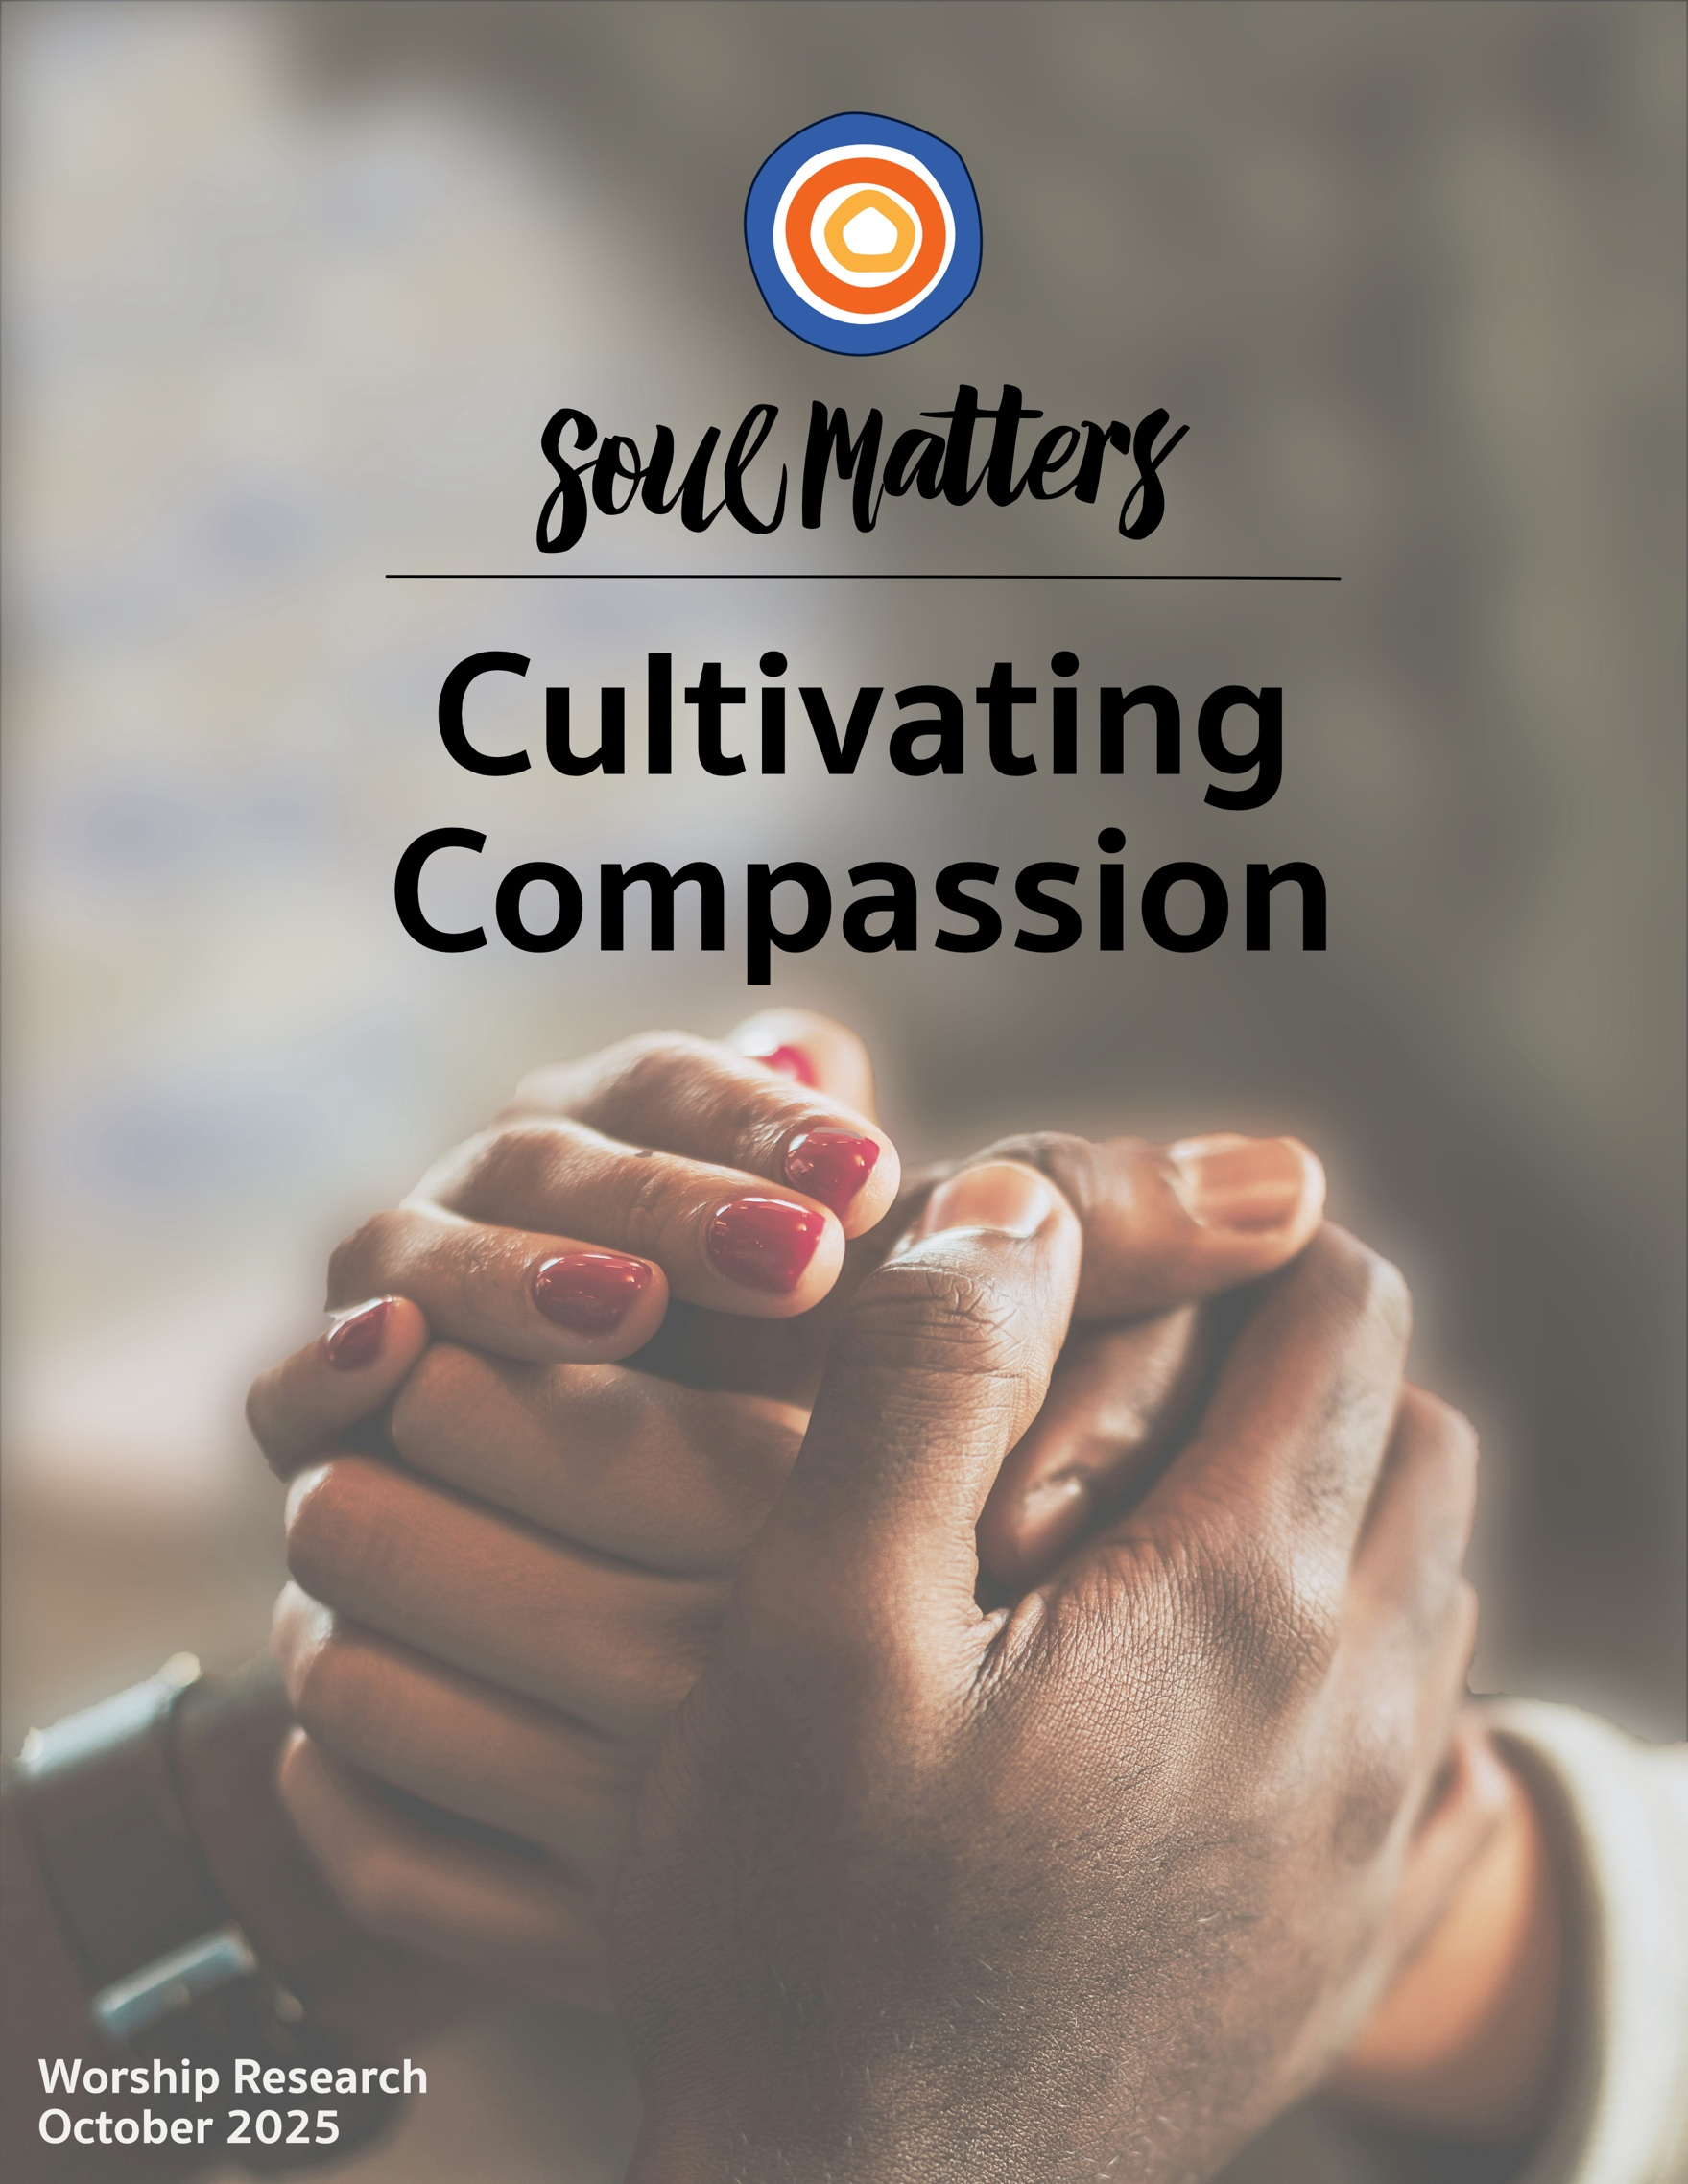 Soul Matters
Cultivating
Compassion
Worship Research
October 2025